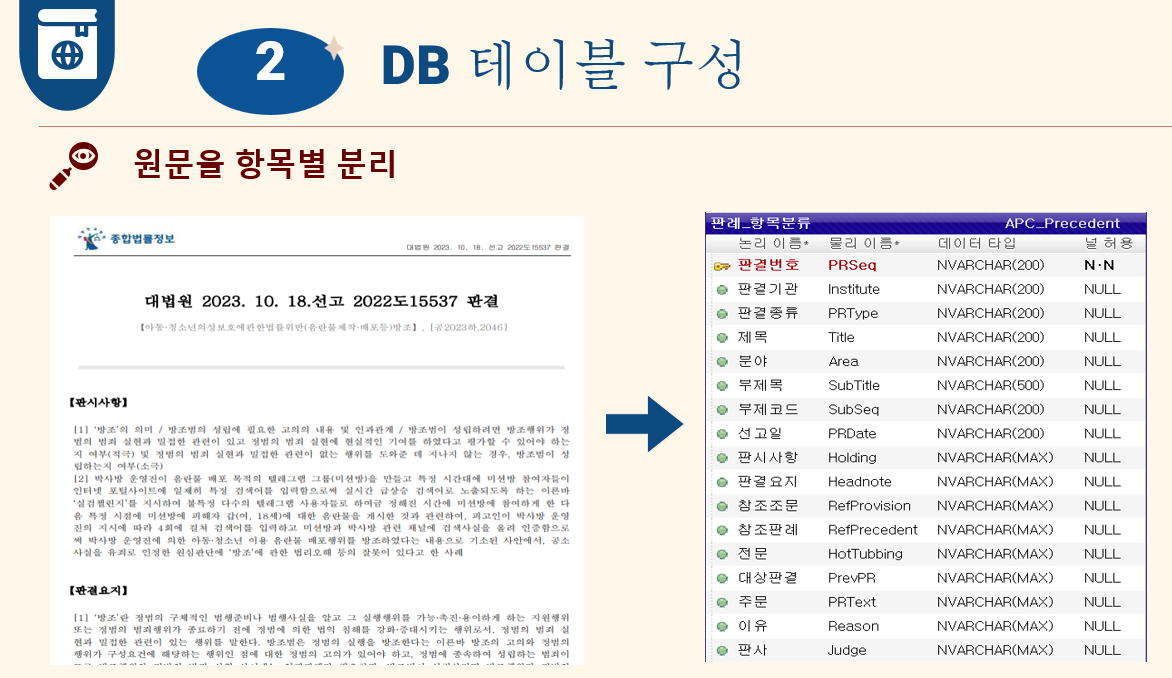 2
DB 테이블 구성
원문을 항목별 분리
종합법률정보
대법원 2023. 10. 18. 선고 2022도15537 판결
대법원 2023. 10. 18.선고 2022도15537 판결
【아동·청소년의성보호에관한법률위반(음란물제작·배포등)방조】, [공2023하,2046]
【판시사항】
[1] '방조'의 의미 / 방조범의 성립에 필요한 고의의 내용 및 인과관계 / 방조범이 성립하려면 방조행위가 정
범의 범죄 실현과 밀접한 관련이 있고 정범의 범죄 실현에 현실적인 기여를 하였다고 평가할 수 있어야 하는
지 여부(적극) 및 정범의 범죄 실현과 밀접한 관련이 없는 행위를 도와준 데 지나지 않는 경우, 방조범이 성
립하는지 여부(소극)
[2] 박사방 운영진이 음란물 배포 목적의 텔레그램 그룹(미션방)을 만들고 특정 시간대에 미션방 참여자들이
인터넷 포털사이트에 일제히 특정 검색어를 입력함으로써 실시간 급상승 검색어로 노출되도록 하는 이른바
'실검챌린지'를 지시하여 불특정 다수의 텔레그램 사용자들로 하여금 정해진 시간에 미션방에 참여하게 한 다
음 특정 시점에 미션방에 피해자 갑(여, 18세)에 대한 음란물을 게시한 것과 관련하여, 피고인이 박사방 운영
진의 지시에 따라 4회에 걸쳐 검색어를 입력하고 미션방과 박사방 관련 채널에 검색사실을 올려 인증함으로
써 박사방 운영진에 의한 아동·청소년 이용 음란물 배포행위를 방조하였다는 내용으로 기소된 사안에서, 공소
사실을 유죄로 인정한 원심판단에 '방조'에 관한 법리오해 등의 잘못이 있다고 한 사례
【판결요지】
[1] '방조'란 정범의 구체적인 범행준비나 범행사실을 알고 그 실행행위를 가능·촉진·용이하게 하는 지원행위
또는 정범의 범죄행위가 종료하기 전에 정범에 의한 법익 침해를 강화·증대시키는 행위로서, 정범의 범죄 실
현과 밀접한 관련이 있는 행위를 말한다. 방조범은 정범의 실행을 방조한다는 이른바 방조의 고의와 정범의
행위가 구성요건에 해당하는 행위인 점에 대한 정범의 고의가 있어야 하고, 정범에 종속하여 성립하는 범죄이
판례_항목분류 APC_Precedent
논리 이름* 물리 이름* 데이터 타입 널 허용
판결번호 PRSeq NVARCHAR(200) N·N
판결기관 Institute NVARCHAR(200) NULL
판결종류 PRType NVARCHAR(200) NULL
제목 Title NVARCHAR(200) NULL
분야 Area NVARCHAR(200) NULL
부제목 SubTitle NVARCHAR(500) NULL
부제코드 SubSeq NVARCHAR(200) NULL
선고일 PRDate NVARCHAR(200) NULL
판시사항 Holding NVARCHAR(MAX) NULL
판결요지 Headnote NVARCHAR(MAX) NULL
참조조문 RefProvision NVARCHAR(MAX) NULL
참조판례 RefPrecedent NVARCHAR(MAX) NULL
전문 HotTubbing NVARCHAR(MAX) NULL
대상판결 PrevPR NVARCHAR(MAX) NULL
주문 PRText NVARCHAR(MAX) NULL
이유 Reason NVARCHAR(MAX) NULL
판사 Judge NVARCHAR(MAX) NULL